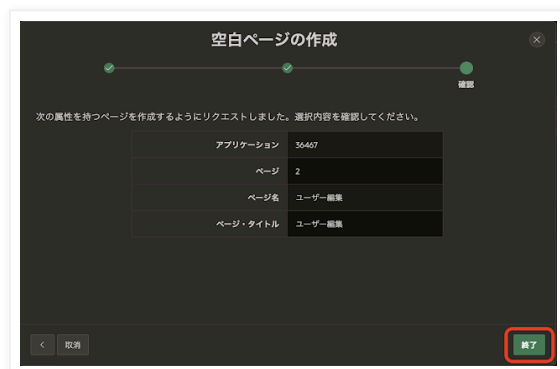 空白ページの作成
確認
次の属性を持つページを作成するようにリクエストしました。選択内容を確認してください。
アプリケーション 36467
ページ 2
ページ名 ユーザー編集
ページ・タイトル ユーザー編集
取消 終了